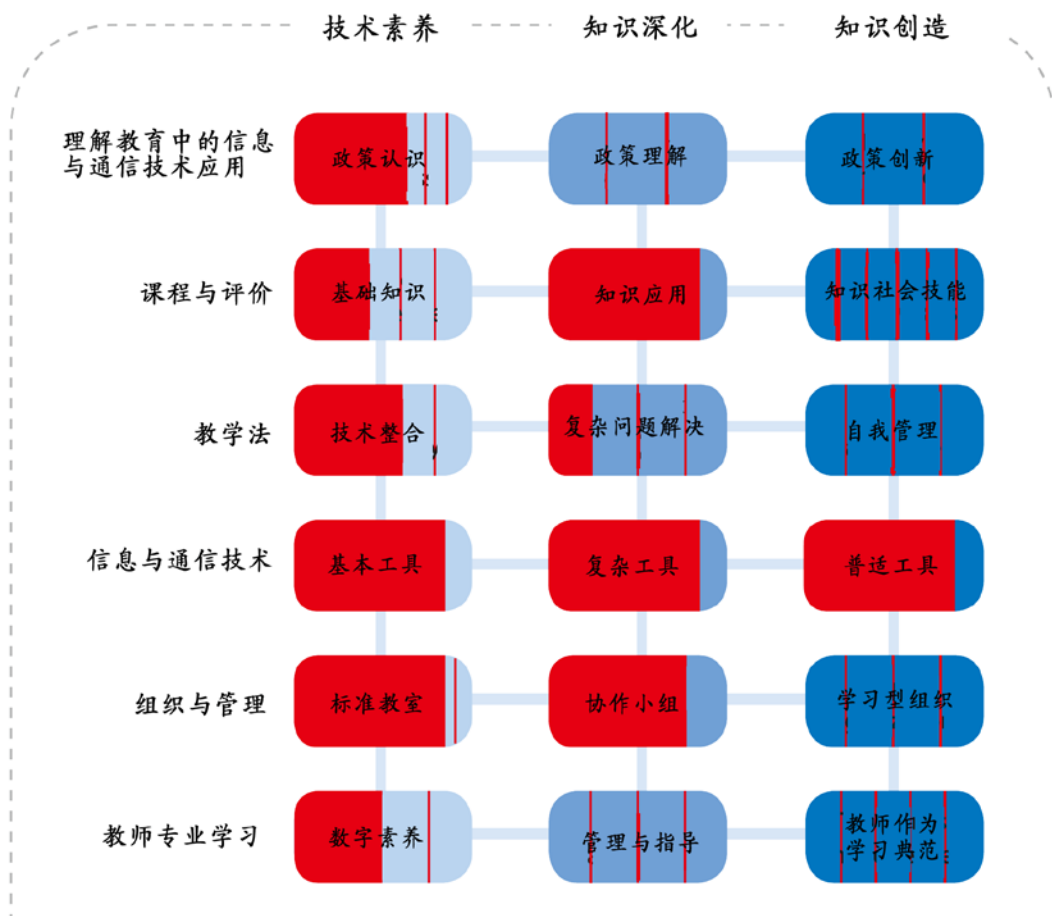 技术素养 知识深化 知识创造
理解教育中的信息
与通信技术应用
政策认识 政策理解 政策创新
课程与评价 基础知识 知识应用 知识社会技能
教学法 技术整合 复杂问题解决 自我管理
信息与通信技术 基本工具 复杂工具 普适工具
组织与管理 标准教室 协作小组 学习型组织
教师专业学习 数字素养 管理与指导
教师作为
学习典范